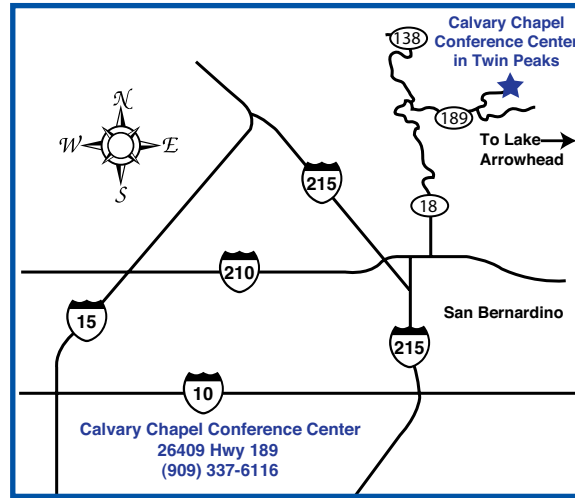 Calvary Chapel
Conference Center
in Twin Peaks
138
189
To Lake
Arrowhead
N
W E
S
215
18
210
15
San Bernardino
215
10
Calvary Chapel Conference Center
26409 Hwy 189
(909) 337-6116